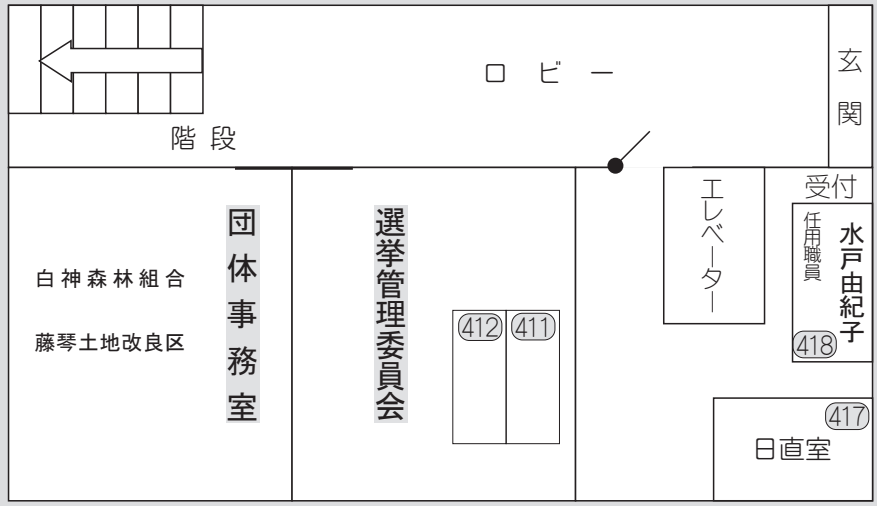 ロビー
玄関
階段
団体事務室
白神森林組合
藤琴土地改良区
選挙管理委員会
412
411
エレベーター
受付
任用職員
水戸由紀子
418
417
日直室